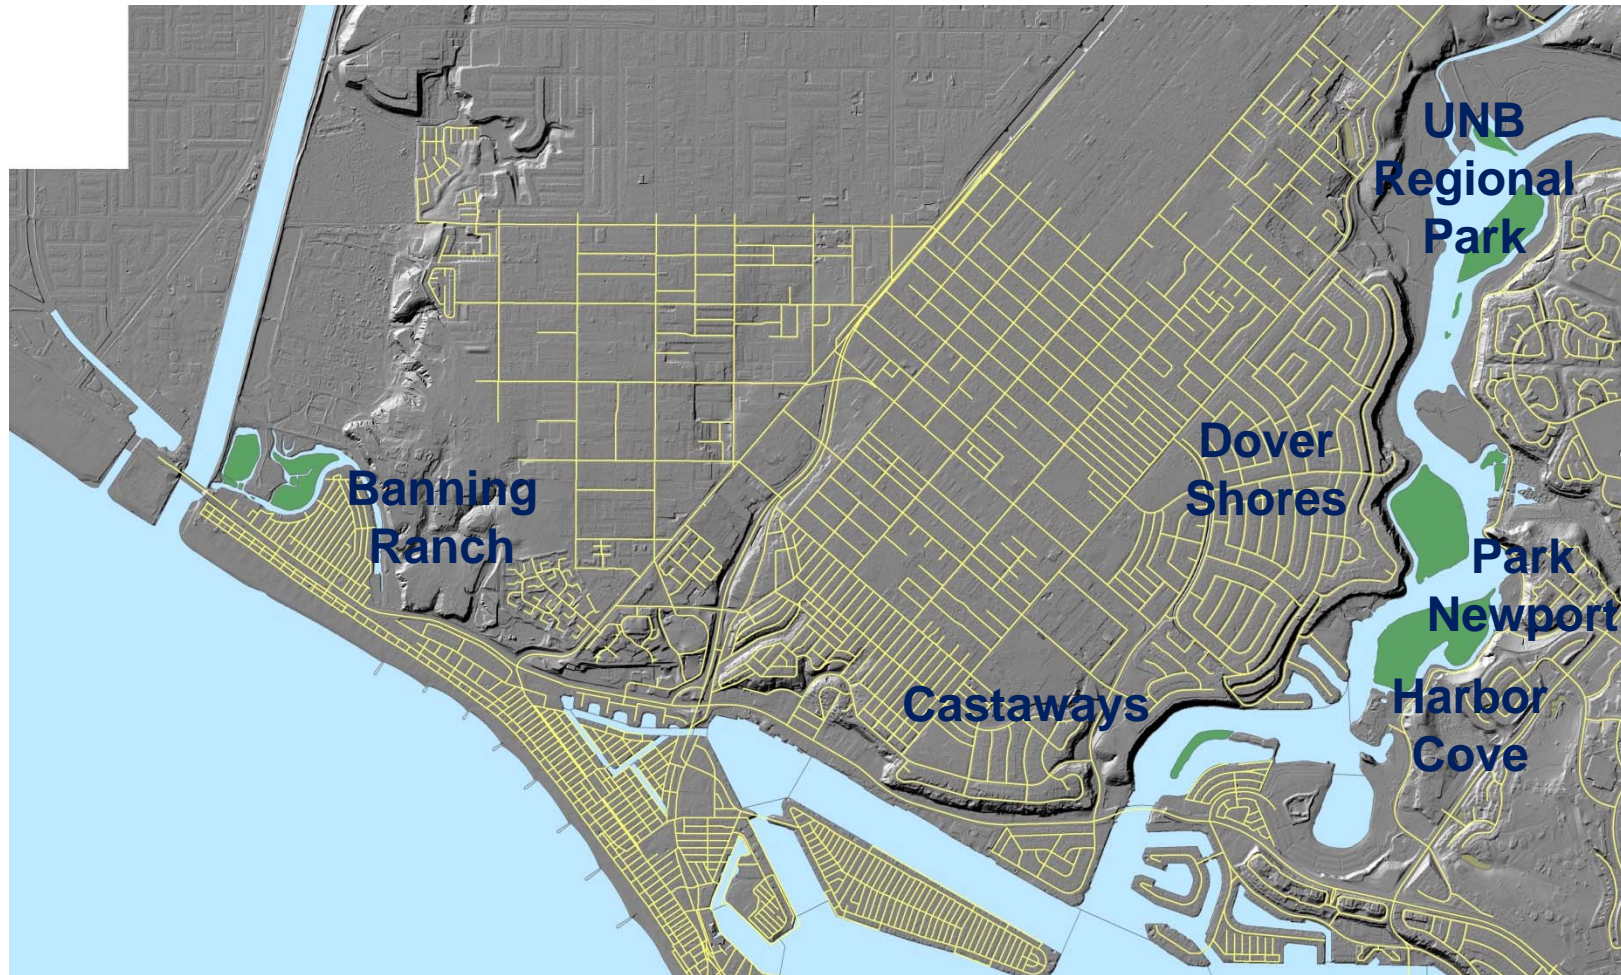 UNB
Regional
Park
Dover
Shores
Banning
Ranch
Park
Newport
Castaways
Harbor
Cove